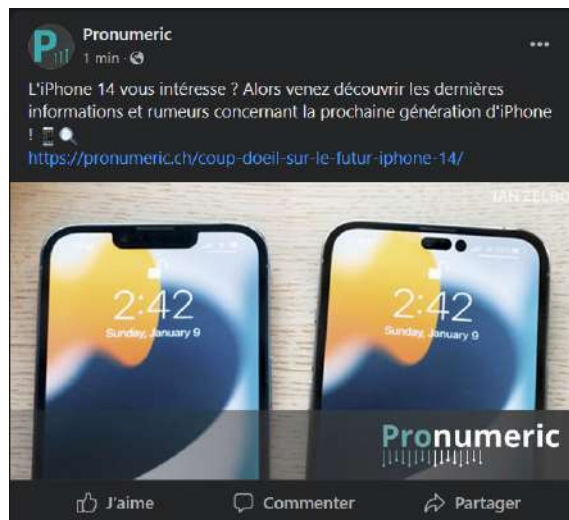 Pronumeric
1 min
L'iPhone 14 vous intéresse ? Alors venez découvrir les dernières
informations et rumeurs concernant la prochaine génération d'iPhone
!
https://pronumeric.ch/coup-doeil-sur-le-futur-iphone-14/
2:42
Sunday, January 9
2:42
Sunday, January 9
Pronumeric
J'aime Commenter Partager